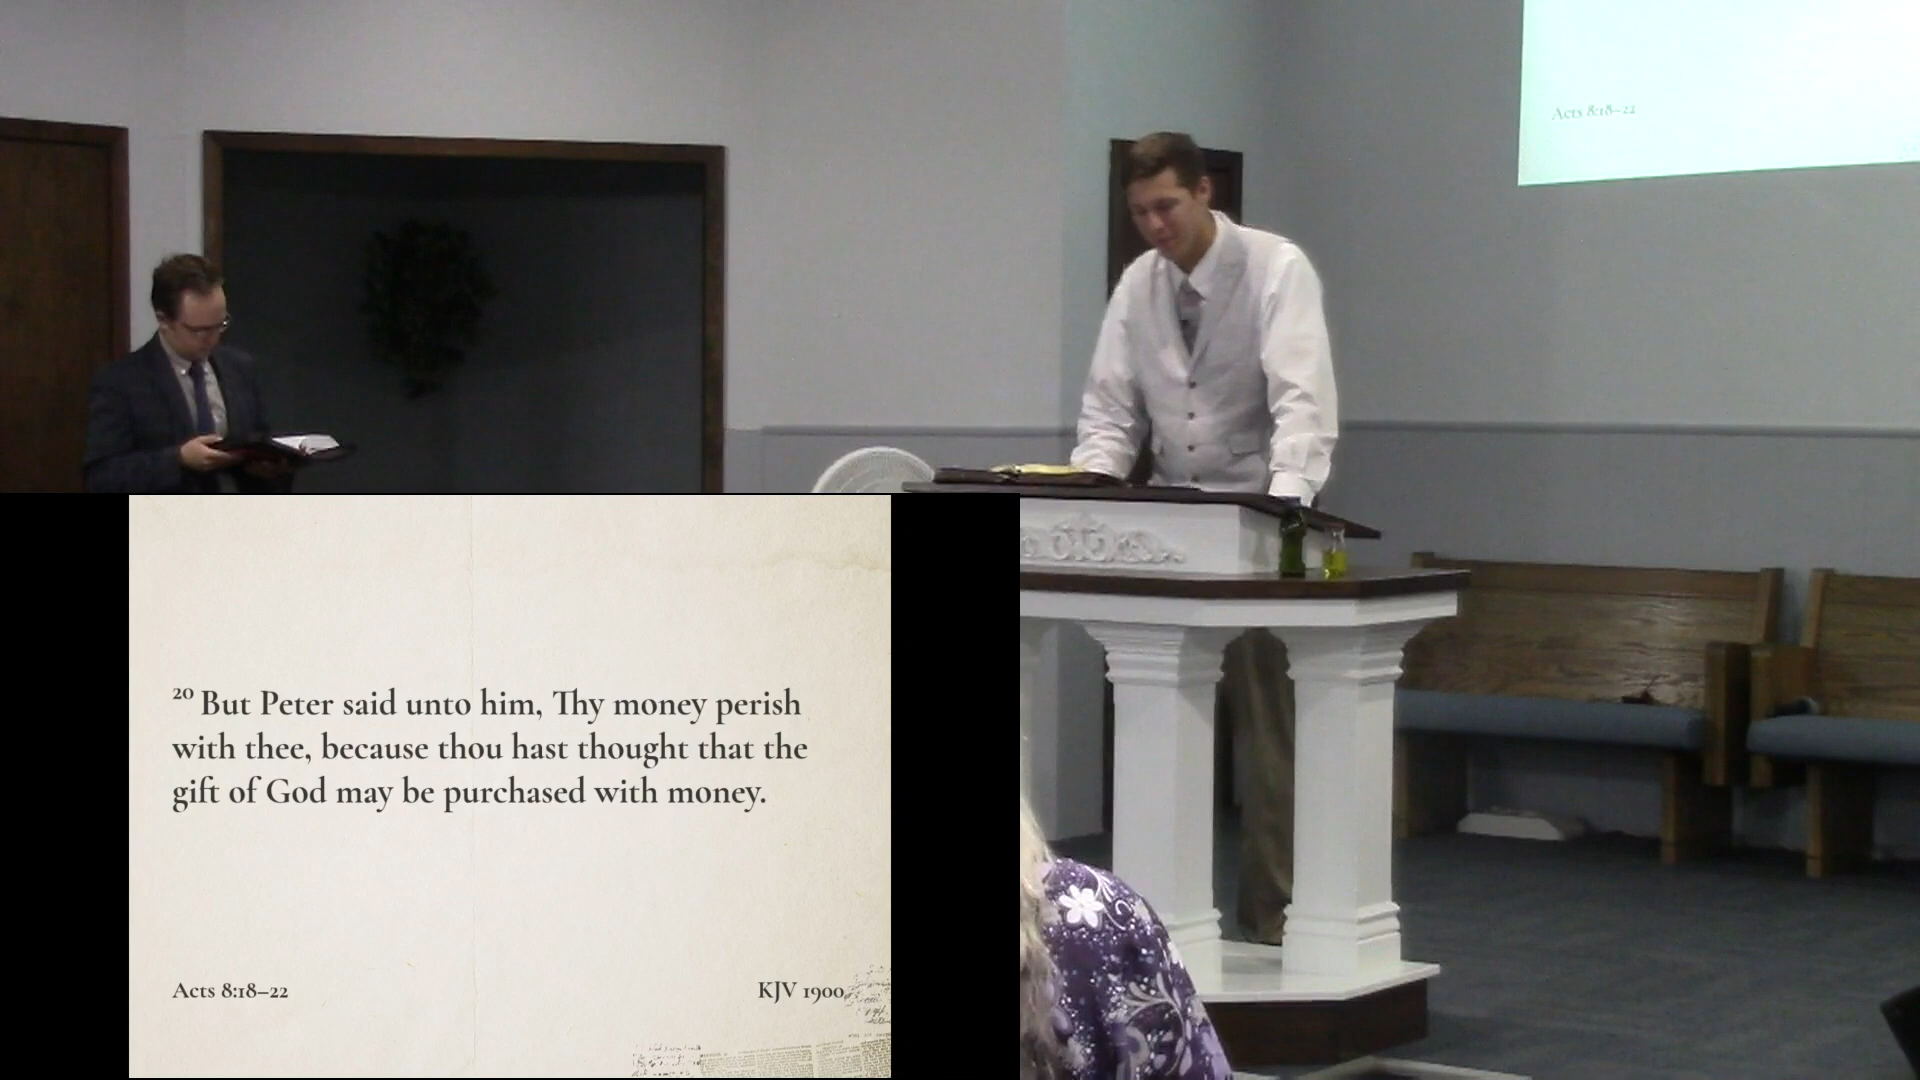 Acts 8:18–22
20 But Peter said unto him, Thy money perish
with thee, because thou hast thought that the
gift of God may be purchased with money.
Acts 8:18–22
KJV 1900